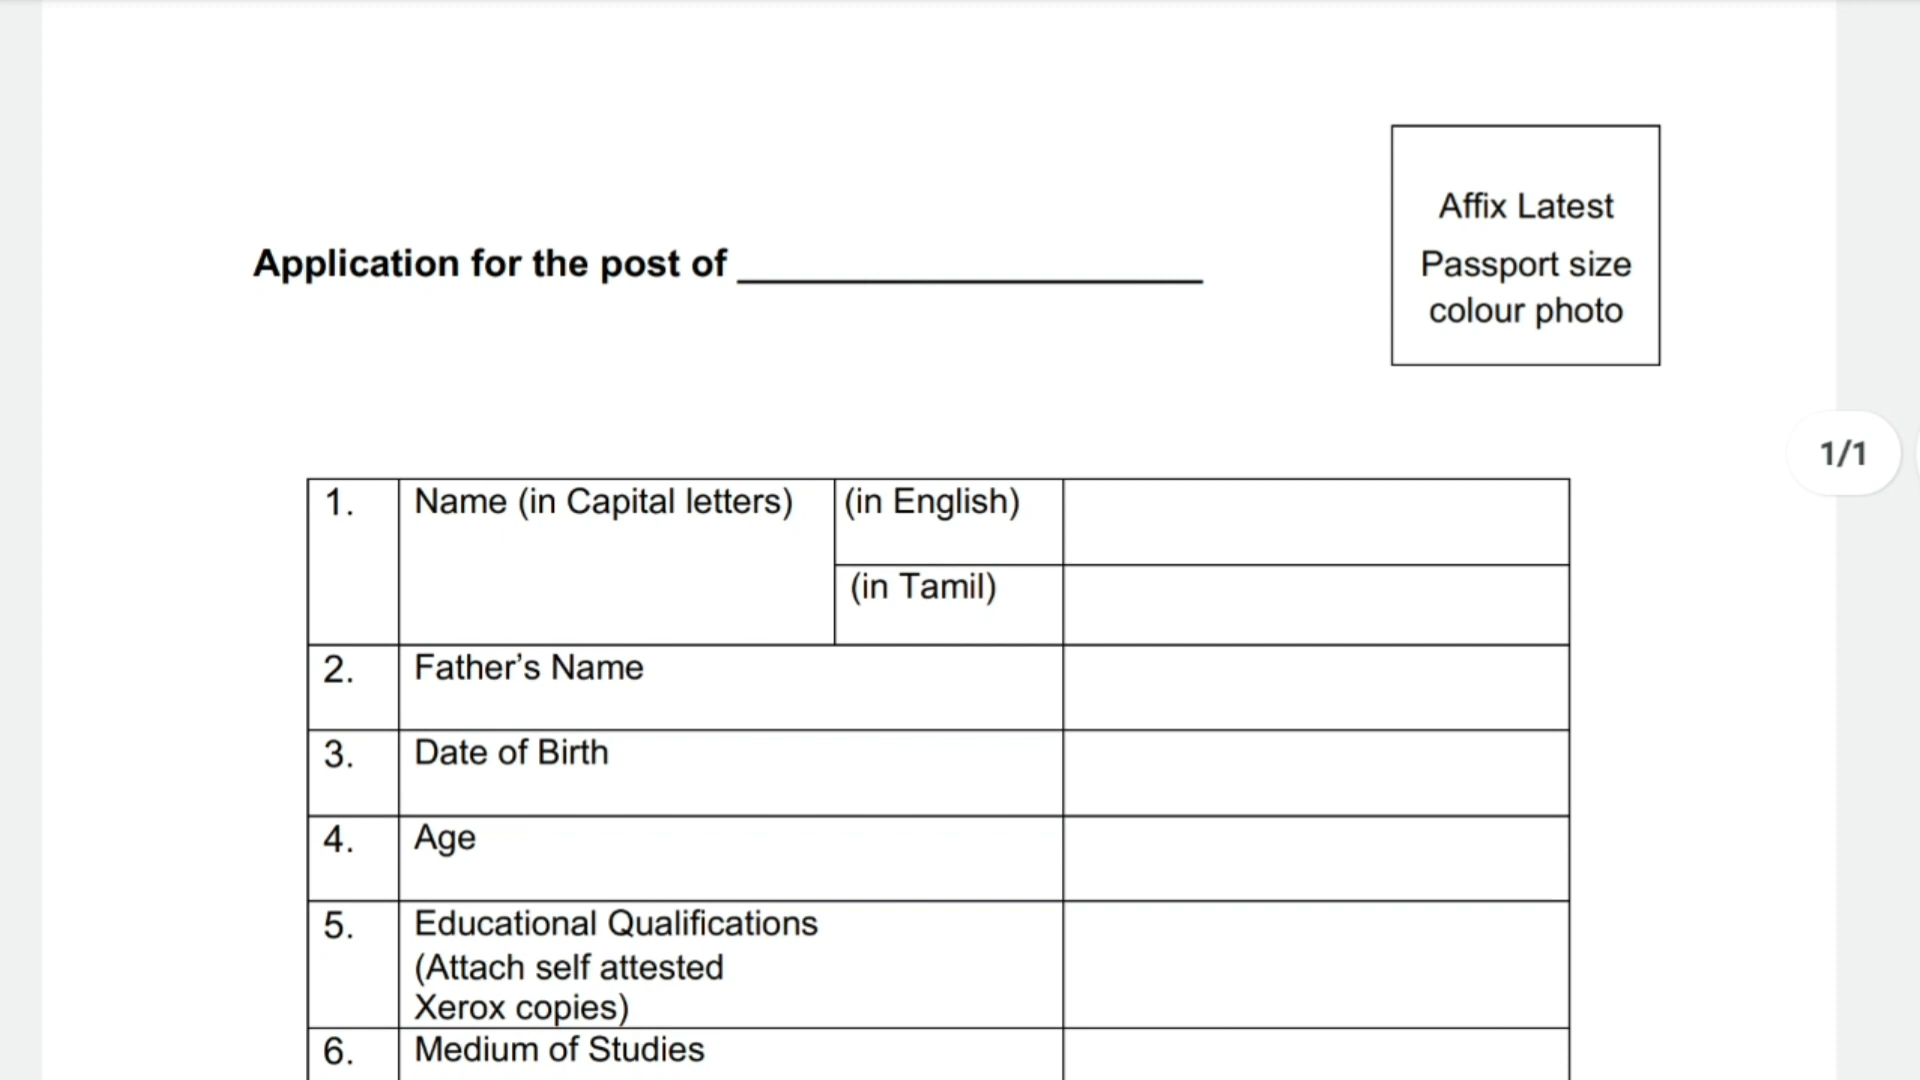 Affix Latest
Passport size
colour photo
Application for the post of ______________________
1/1
1. Name (in Capital letters) (in English)
(in Tamil)
2. Father’s Name
3. Date of Birth
4. Age
5. Educational Qualifications
(Attach self attested
Xerox copies)
6. Medium of Studies